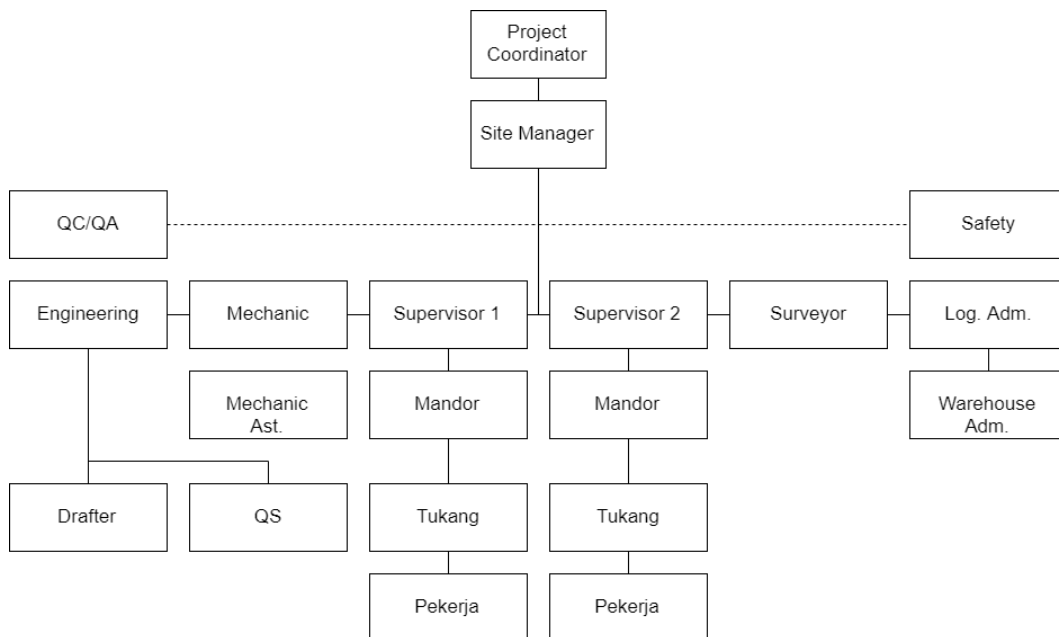 Project
Coordinator
Site Manager
QC/QA
Safety
Engineering
Mechanic
Supervisor 1
Supervisor 2
Surveyor
Log. Adm.
Mechanic
Ast.
Mandor
Mandor
Warehouse
Adm.
Drafter
QS
Tukang
Tukang
Pekerja
Pekerja